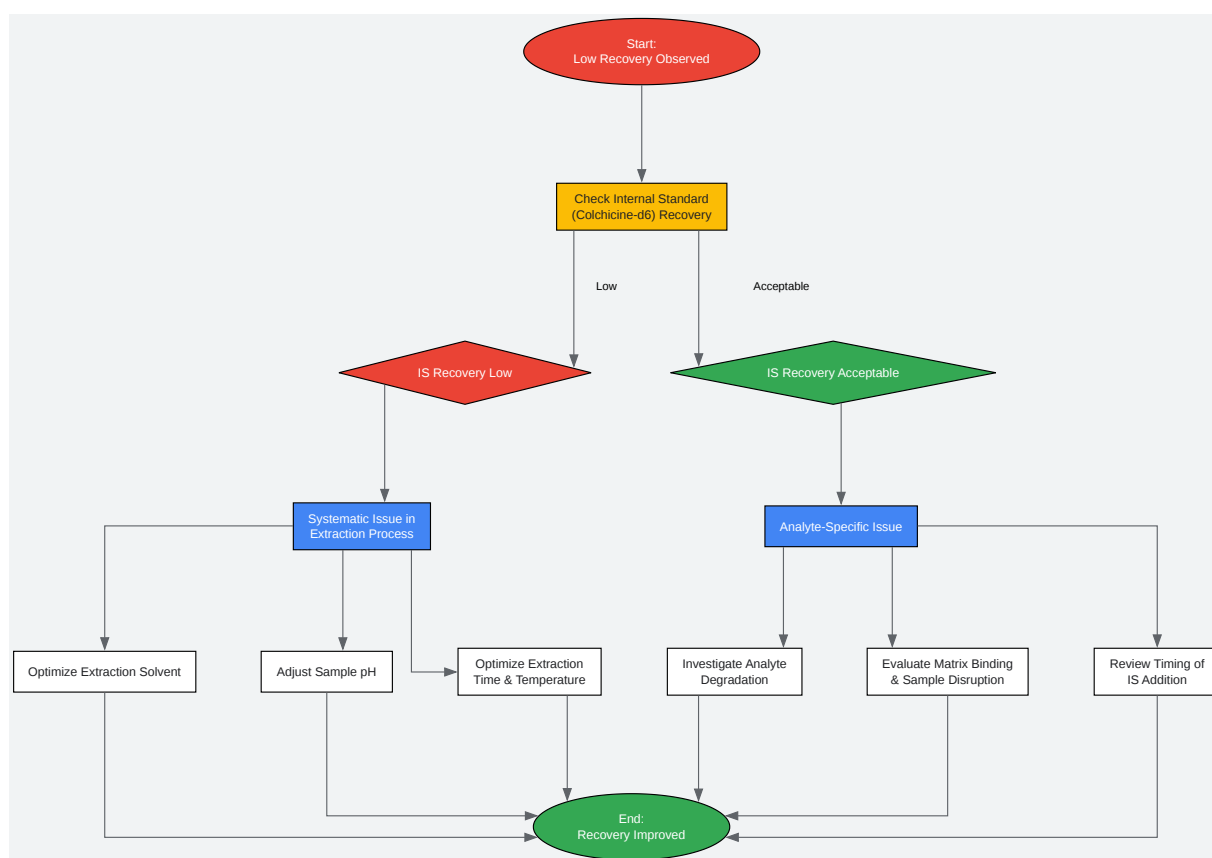 Start:
Low Recovery Observed
Check Internal Standard
(Colchicine-d6) Recovery
Low
Acceptable
IS Recovery Low
IS Recovery Acceptable
Systematic Issue in
Extraction Process
Analyte-Specific Issue
Optimize Extraction Solvent
Adjust Sample pH
Optimize Extraction
Time & Temperature
Investigate Analyte
Degradation
Evaluate Matrix Binding
& Sample Disruption
Review Timing of
IS Addition
End:
Recovery Improved